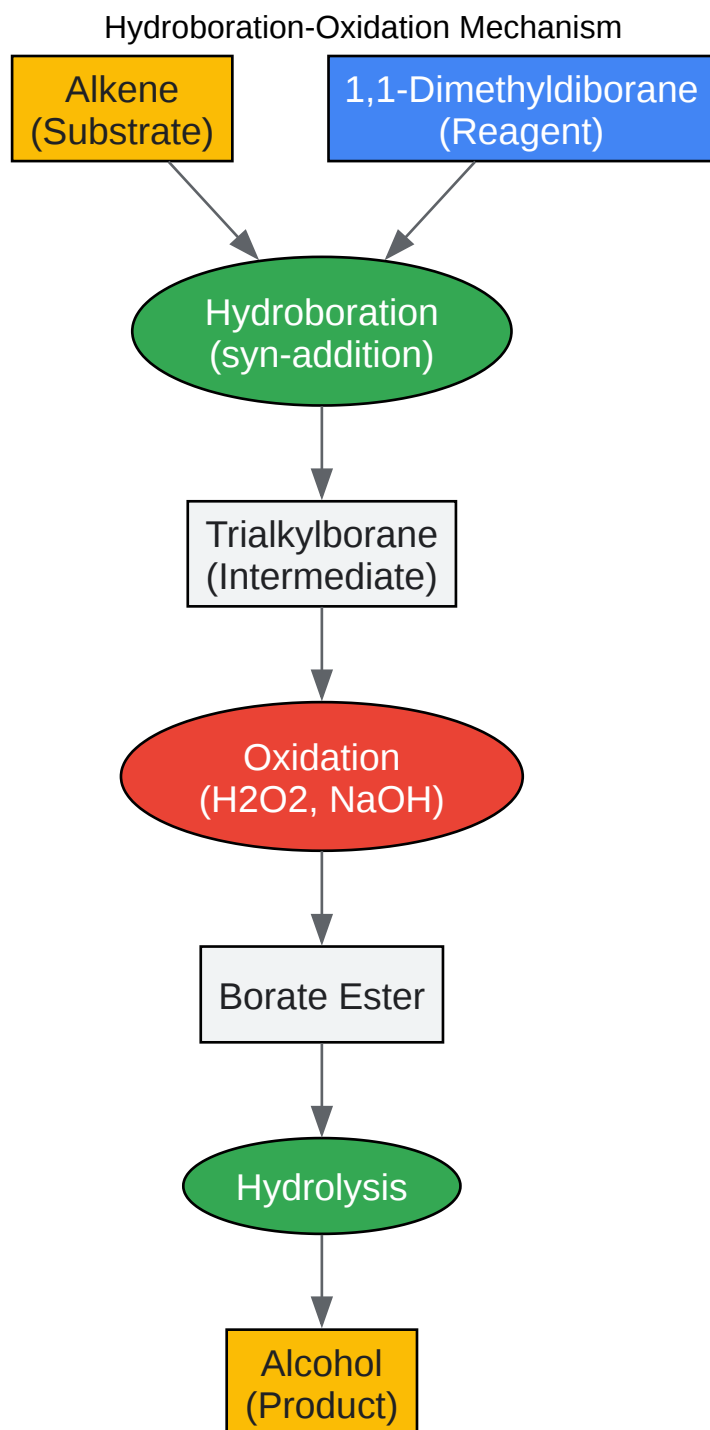 Hydroboration-Oxidation Mechanism
Alkene
(Substrate)
1,1-Dimethyldiborane
(Reagent)
Hydroboration
(syn-addition)
Trialkylborane
(Intermediate)
Oxidation
(H2O2, NaOH)
Borate Ester
Hydrolysis
Alcohol
(Product)